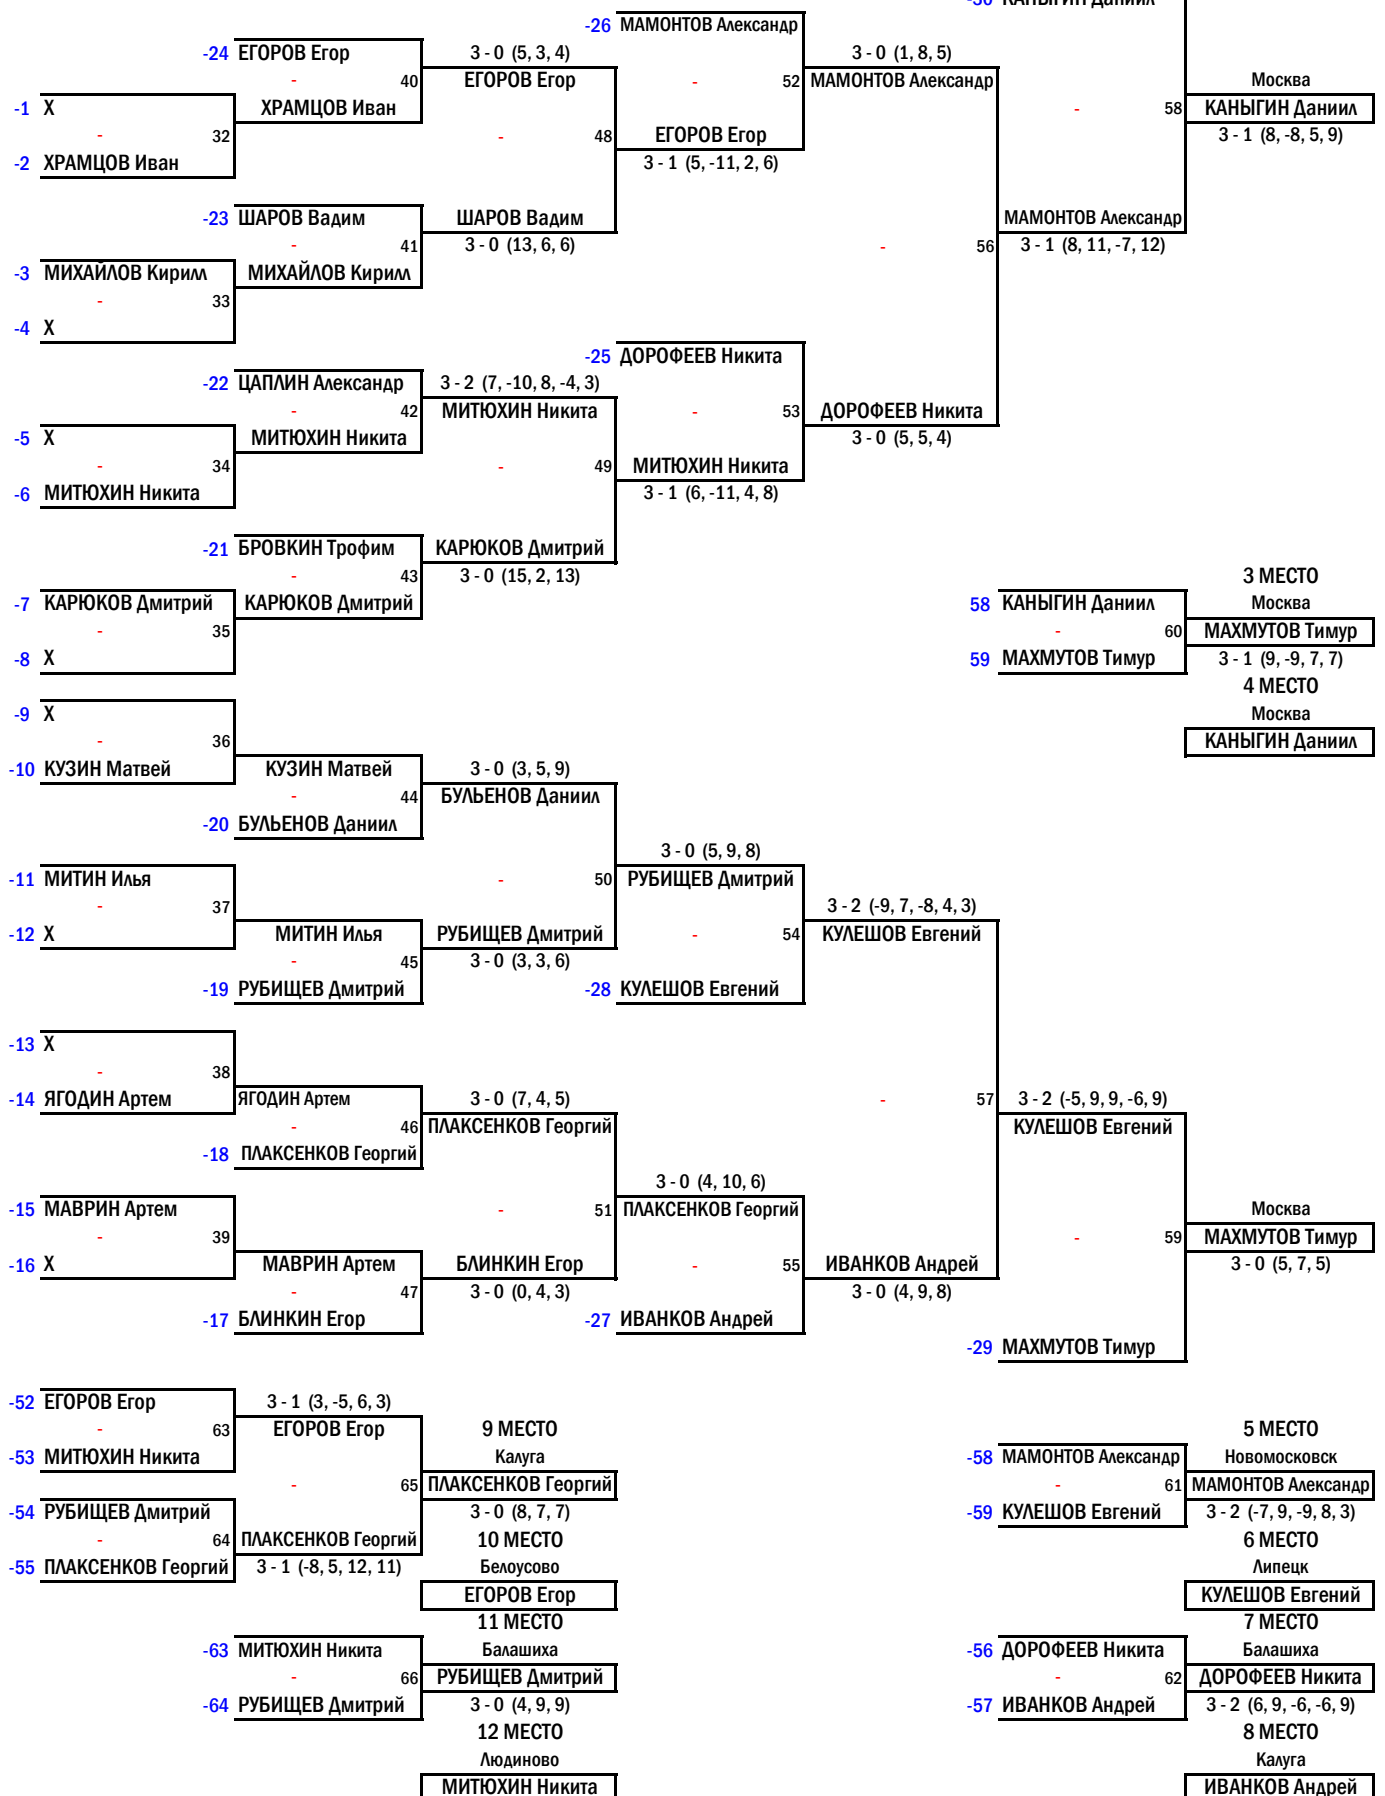 -30 КАНЫГИН Даниил
-26 МАМОНТОВ Александр
-24 ЕГОРОВ Егор 3 - 0 (5, 3, 4) 3 - 0 (1, 8, 5)
- 40 ЕГОРОВ Егор - 52 МАМОНТОВ Александр Москва
-1 X ХРАМЦОВ Иван - 58 КАНЫГИН Даниил
- 32 - 48 ЕГОРОВ Егор 3 - 1 (8, -8, 5, 9)
-2 ХРАМЦОВ Иван 3 - 1 (5, -11, 2, 6)
-23 ШАРОВ Вадим ШАРОВ Вадим МАМОНТОВ Александр
- 41 3 - 0 (13, 6, 6) - 56 3 - 1 (8, 11, -7, 12)
-3 МИХАЙЛОВ Кирилл МИХАЙЛОВ Кирилл
- 33
-4 X
-25 ДОРОФЕЕВ Никита
-22 ЦАПЛИН Александр 3 - 2 (7, -10, 8, -4, 3)
- 42 МИТЮХИН Никита - 53 ДОРОФЕЕВ Никита
-5 X МИТЮХИН Никита 3 - 0 (5, 5, 4)
- 34 - 49 МИТЮХИН Никита
-6 МИТЮХИН Никита 3 - 1 (6, -11, 4, 8)
-21 БРОВКИН Трофим КАРЮКОВ Дмитрий
- 43 3 - 0 (15, 2, 13) 3 МЕСТО
-7 КАРЮКОВ Дмитрий КАРЮКОВ Дмитрий 58 КАНЫГИН Даниил Москва
- 35 - 60 МАХМУТОВ Тимур
-8 X 59 МАХМУТОВ Тимур 3 - 1 (9, -9, 7, 7)
4 МЕСТО
-9 X Москва
- 36 КАНЫГИН Даниил
-10 КУЗИН Матвей КУЗИН Матвей 3 - 0 (3, 5, 9)
- 44 БУЛЬЕНОВ Даниил
-20 БУЛЬЕНОВ Даниил
3 - 0 (5, 9, 8)
-11 МИТИН Илья - 50 РУБИЩЕВ Дмитрий
- 37 3 - 2 (-9, 7, -8, 4, 3)
-12 X МИТИН Илья РУБИЩЕВ Дмитрий - 54 КУЛЕШОВ Евгений
- 45 3 - 0 (3, 3, 6)
-19 РУБИЩЕВ Дмитрий -28 КУЛЕШОВ Евгений
-13 X
- 38
-14 ЯГОДИН Артем ЯГОДИН Артем 3 - 0 (7, 4, 5) - 57 3 - 2 (-5, 9, 9, -6, 9)
- 46 ПЛАКСЕНКОВ Георгий КУЛЕШОВ Евгений
-18 ПЛАКСЕНКОВ Георгий
3 - 0 (4, 10, 6)
-15 МАВРИН Артем - 51 ПЛАКСЕНКОВ Георгий Москва
- 39 - 59 МАХМУТОВ Тимур
-16 X МАВРИН Артем БЛИНКИН Егор - 55 ИВАНКОВ Андрей 3 - 0 (5, 7, 5)
- 47 3 - 0 (0, 4, 3) 3 - 0 (4, 9, 8)
-17 БЛИНКИН Егор -27 ИВАНКОВ Андрей
-29 МАХМУТОВ Тимур
-52 ЕГОРОВ Егор 3 - 1 (3, -5, 6, 3)
- 63 ЕГОРОВ Егор 9 МЕСТО 5 МЕСТО
-53 МИТЮХИН Никита Калуга -58 МАМОНТОВ Александр Новомосковск
- 65 ПЛАКСЕНКОВ Георгий - 61 МАМОНТОВ Александр
-54 РУБИЩЕВ Дмитрий 3 - 0 (8, 7, 7) -59 КУЛЕШОВ Евгений 3 - 2 (-7, 9, -9, 8, 3)
- 64 ПЛАКСЕНКОВ Георгий 10 МЕСТО 6 МЕСТО
-55 ПЛАКСЕНКОВ Георгий 3 - 1 (-8, 5, 12, 11) Белоусово Липецк
ЕГОРОВ Егор КУЛЕШОВ Евгений
11 МЕСТО 7 МЕСТО
-63 МИТЮХИН Никита Балашиха -56 ДОРОФЕЕВ Никита Балашиха
- 66 РУБИЩЕВ Дмитрий - 62 ДОРОФЕЕВ Никита
-64 РУБИЩЕВ Дмитрий 3 - 0 (4, 9, 9) -57 ИВАНКОВ Андрей 3 - 2 (6, 9, -6, -6, 9)
12 МЕСТО 8 МЕСТО
Людиново Калуга
МИТЮХИН Никита ИВАНКОВ Андрей